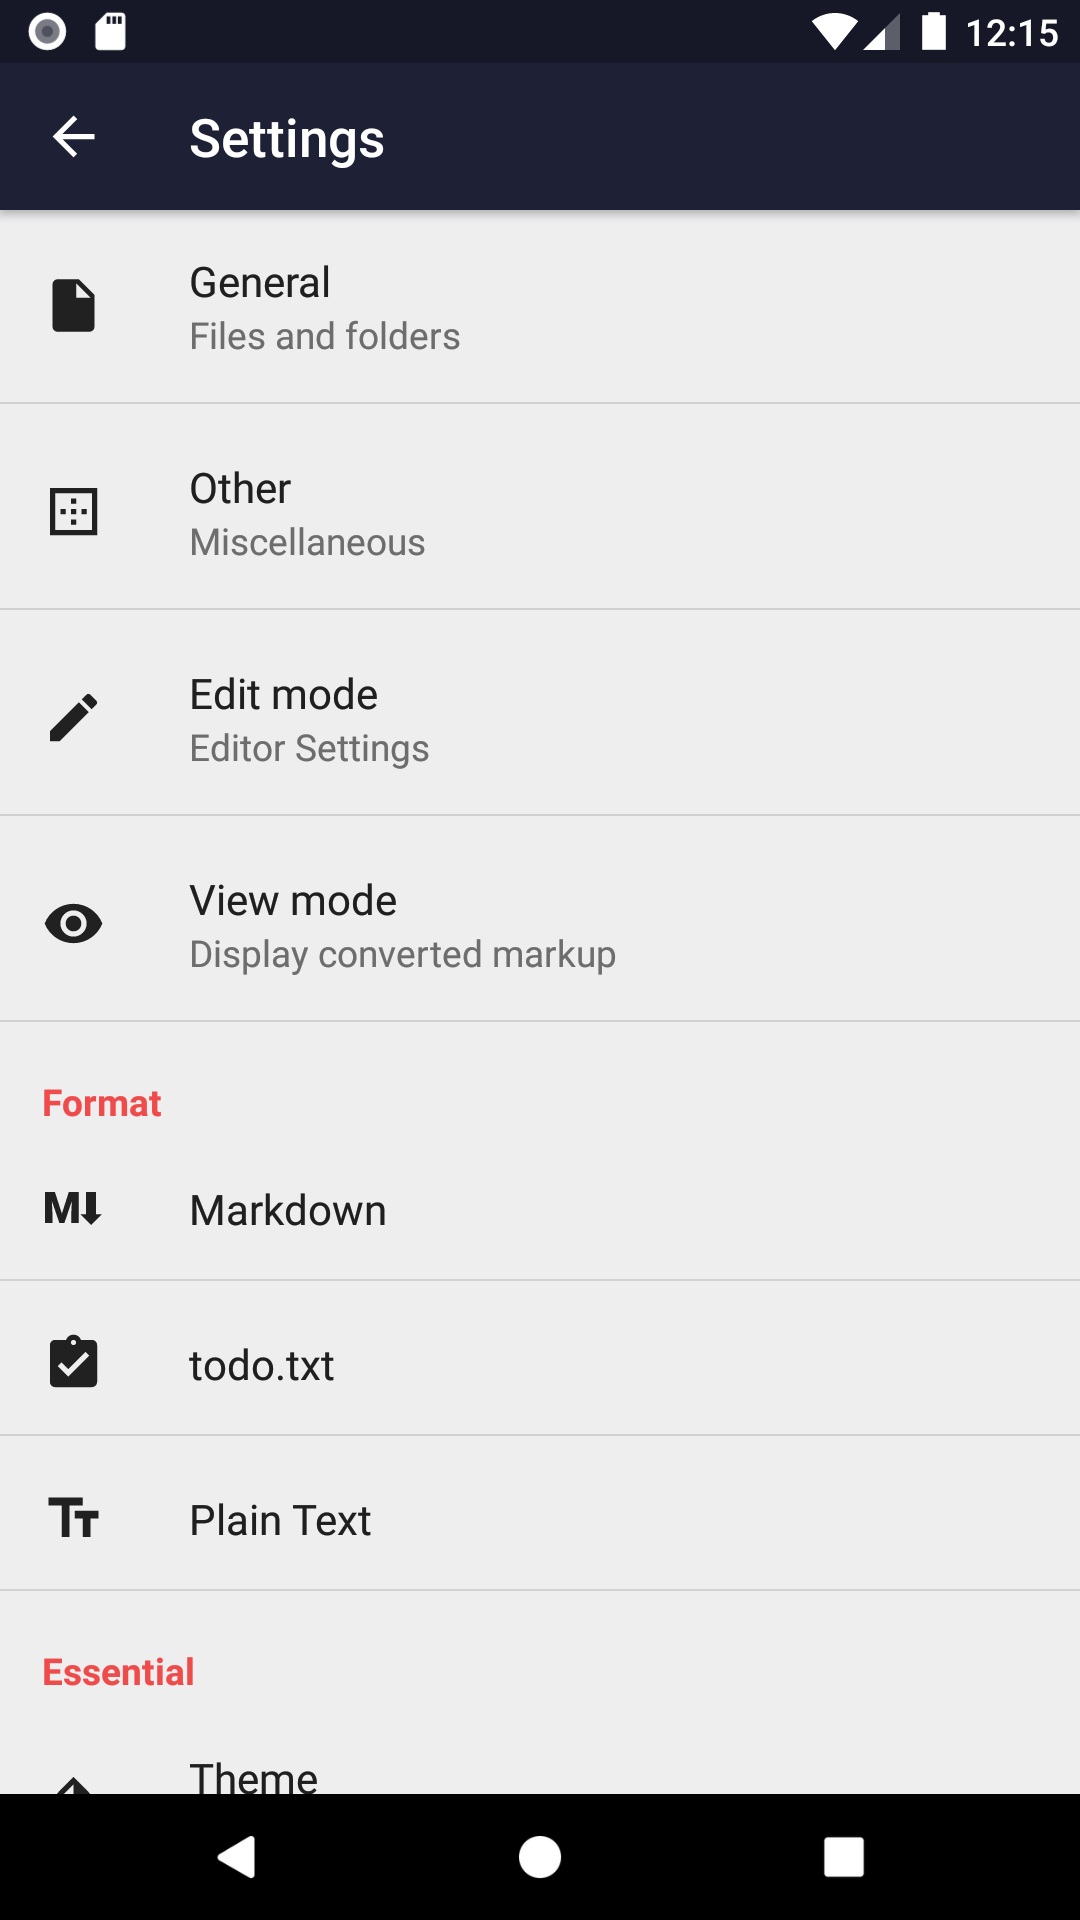 12:15
Settings
General
Files and folders
Other
Miscellaneous
Edit mode
Editor Settings
View mode
Display converted markup
Format
M Markdown
todo.txt
Tt Plain Text
Essential
Theme